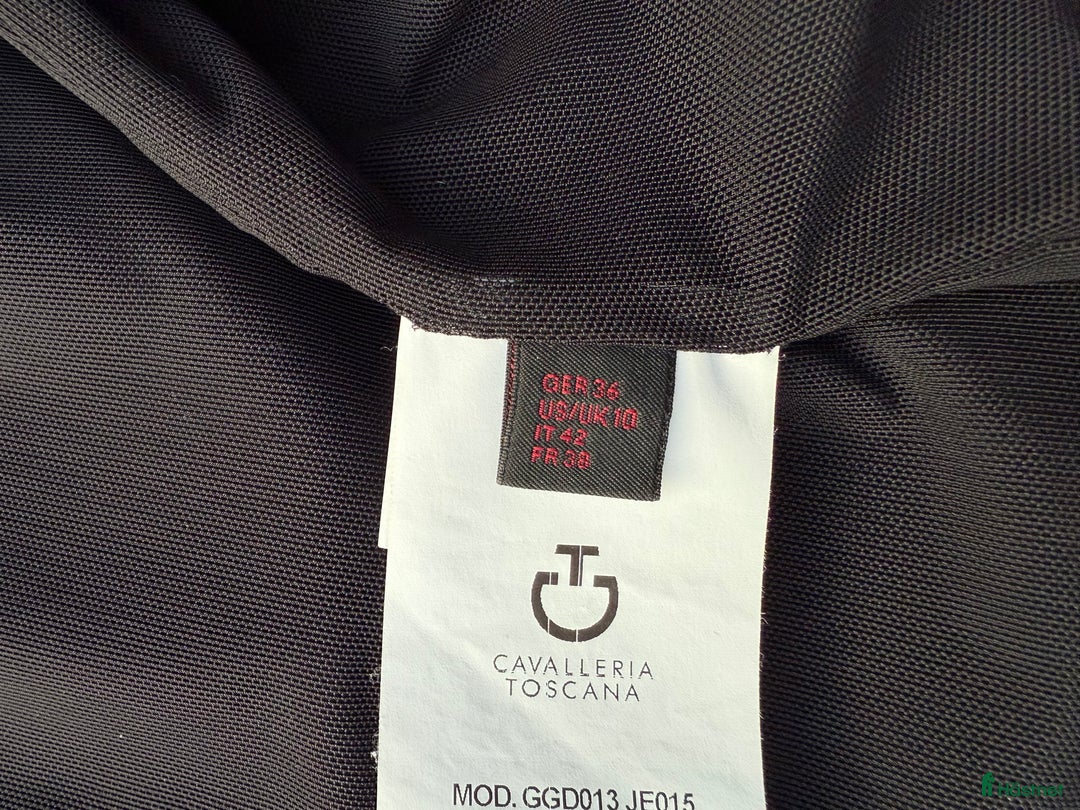 GER 36
US/UK 10
IT 42
FR 38
CAVALLERIA
TOSCANA
MOD. GGD013 JE015